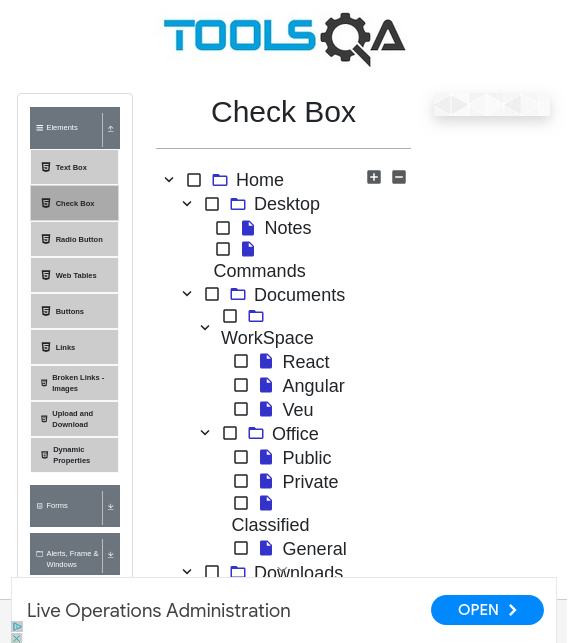 TOOLSQA
Check Box
Elements
Text Box
Check Box
Radio Button
Web Tables
Buttons
Links
Broken Links -
Images
Upload and
Download
Dynamic
Properties
Forms
Alerts, Frame &
Windows
Home
Desktop
Notes
Commands
Documents
WorkSpace
React
Angular
Veu
Office
Public
Private
Classified
General
Downloads
Live Operations Administration
OPEN